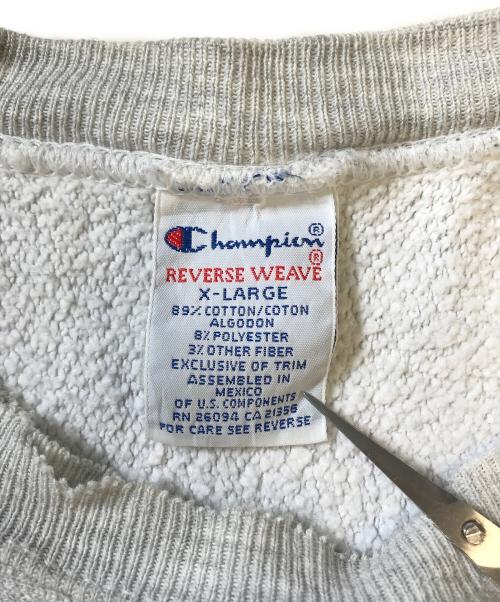 Champion®
REVERSE WEAVE®
X-LARGE
89% COTTON/COTON
ALGODON
8% POLYESTER
3% OTHER FIBER
EXCLUSIVE OF TRIM
ASSEMBLED IN
MEXICO
OF U.S. COMPONENTS
RN 26094 CA 21356
FOR CARE SEE REVERSE